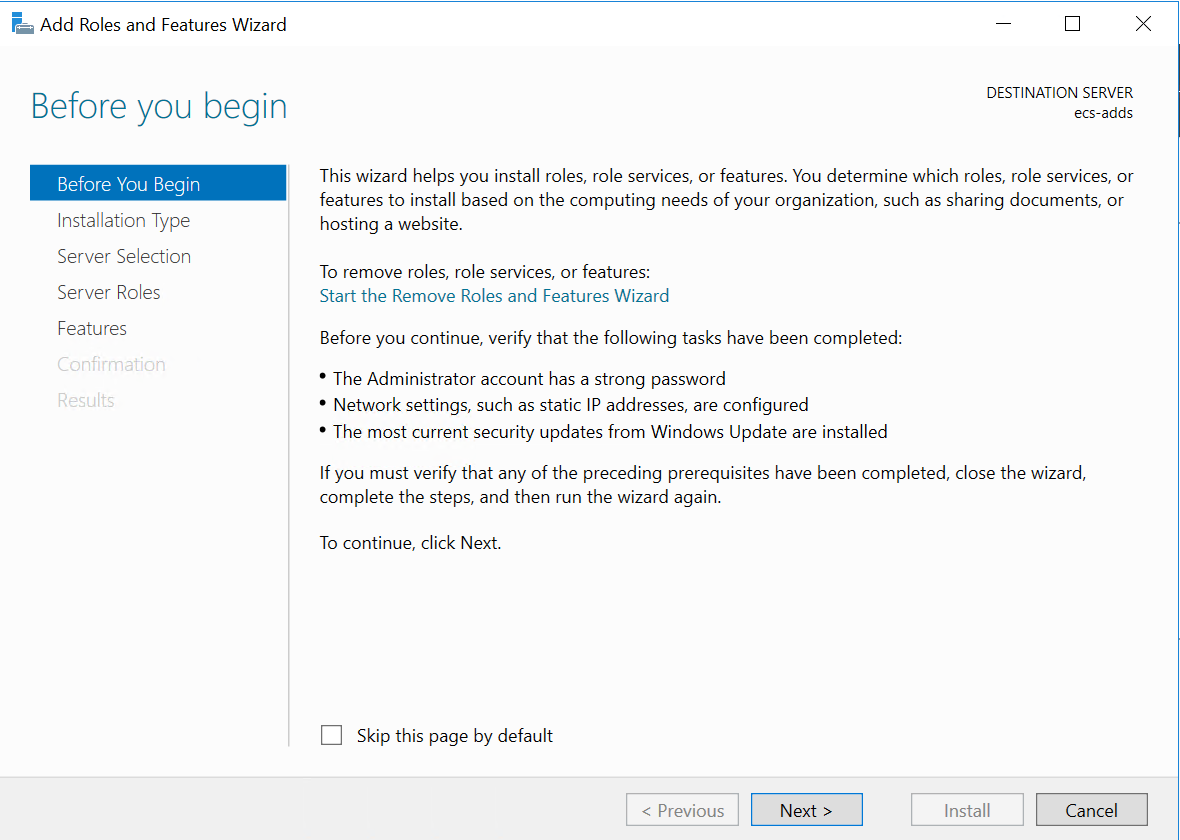 Add Roles and Features Wizard
Before you begin
DESTINATION SERVER
ecs-adds
Before You Begin
Installation Type
Server Selection
Server Roles
Features
Confirmation
Results
This wizard helps you install roles, role services, or features. You determine which roles, role services, or
features to install based on the computing needs of your organization, such as sharing documents, or
hosting a website.
To remove roles, role services, or features:
Start the Remove Roles and Features Wizard
Before you continue, verify that the following tasks have been completed:
• The Administrator account has a strong password
• Network settings, such as static IP addresses, are configured
• The most current security updates from Windows Update are installed
If you must verify that any of the preceding prerequisites have been completed, close the wizard,
complete the steps, and then run the wizard again.
To continue, click Next.
Skip this page by default
< Previous
Next >
Install
Cancel